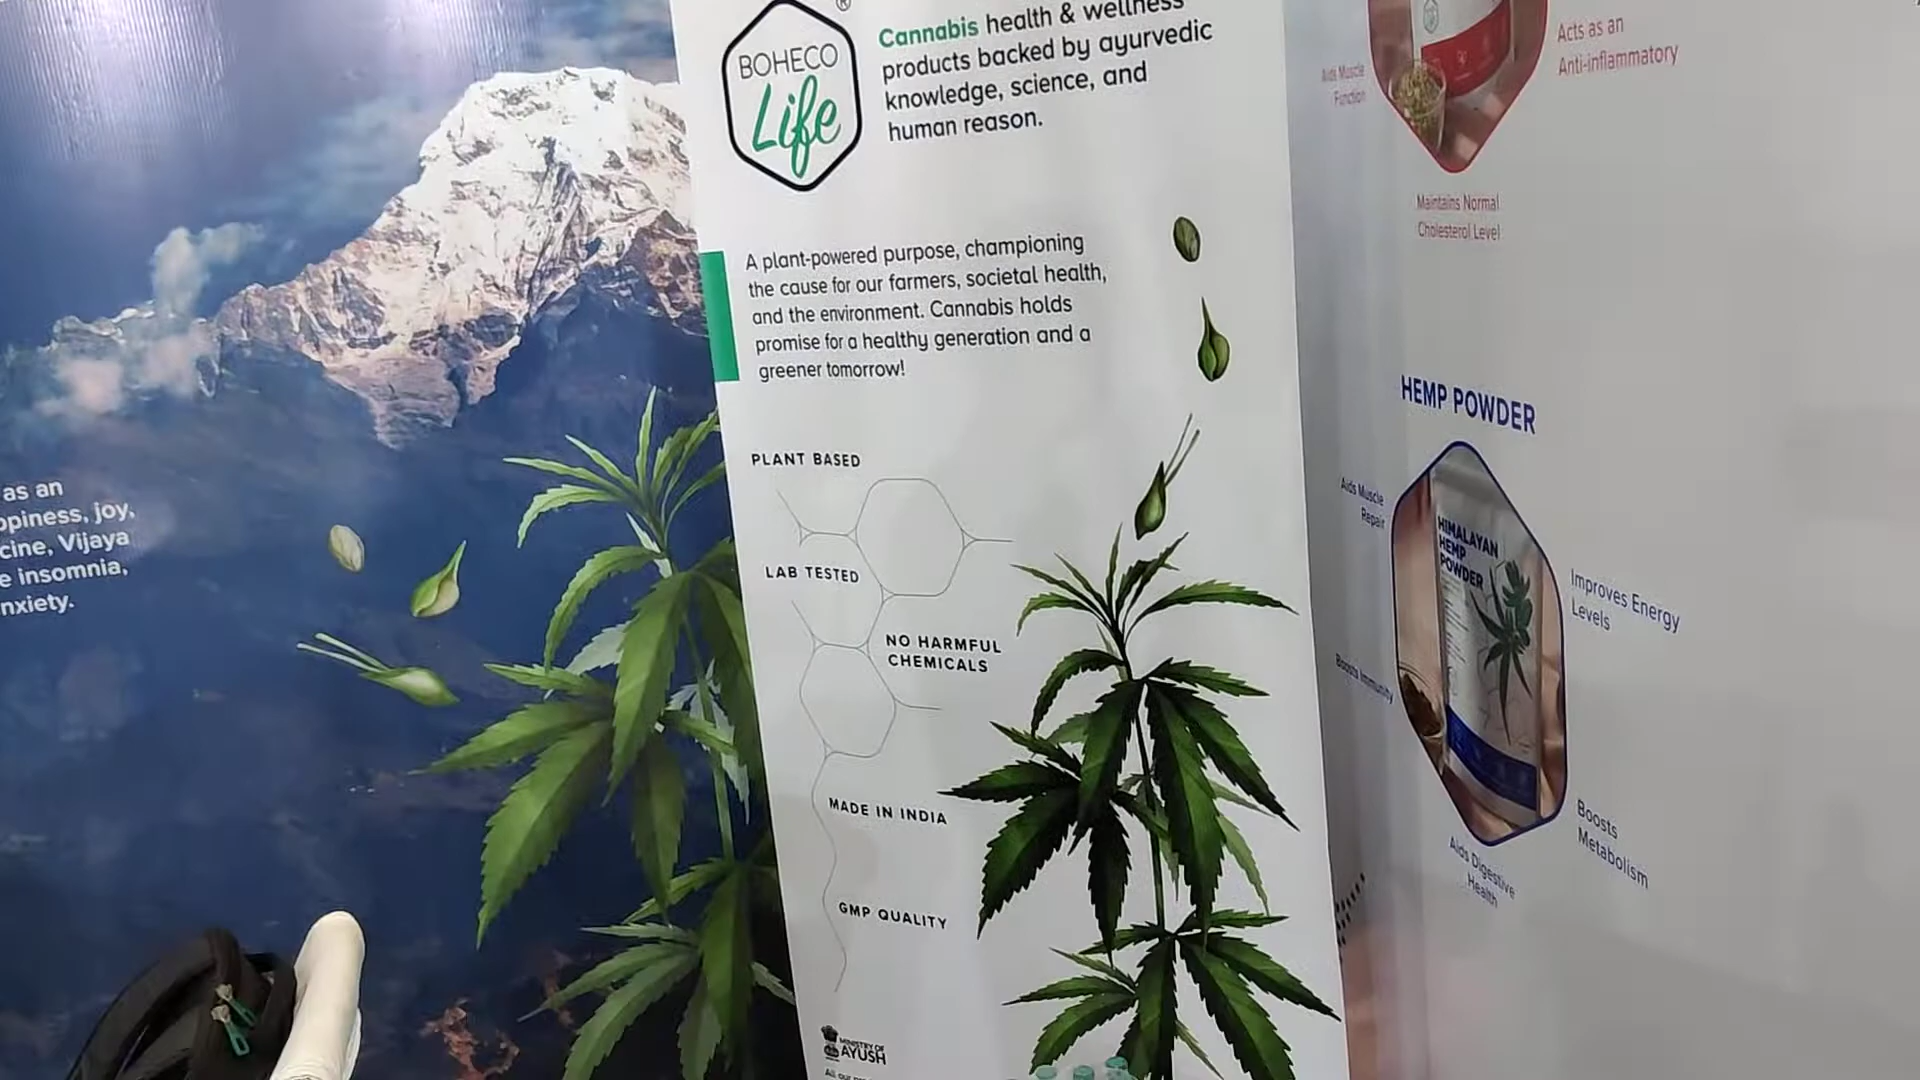 as an
ppiness, joy,
cine, Vijaya
e insomnia,
nxiety.
BOHECO
Life
®
Cannabis health & wellness
products backed by ayurvedic
knowledge, science, and
human reason.
A plant-powered purpose, championing
the cause for our farmers, societal health,
and the environment. Cannabis holds
promise for a healthy generation and a
greener tomorrow!
PLANT BASED
LAB TESTED
NO HARMFUL
CHEMICALS
MADE IN INDIA
GMP QUALITY
MINISTRY OF
AYUSH
All our
Aids Muscle
Function
Acts as an
Anti-inflammatory
Maintains Normal
Cholesterol Level
HEMP POWDER
Aids Muscle
Repair
HIMALAYAN
HEMP
POWDER
Improves Energy
Levels
Boosts Immunity
Boosts
Metabolism
Aids Digestive
Health